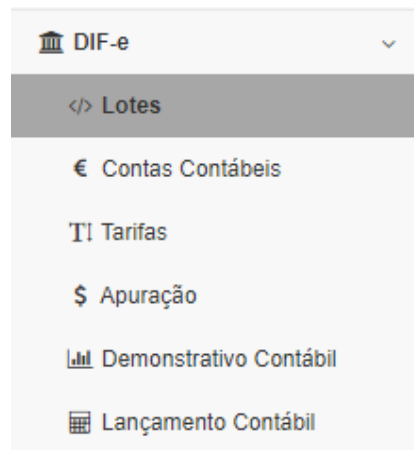 DIF-e
Lotes
Contas Contábeis
Tarifas
Apuração
Demonstrativo Contábil
Lançamento Contábil